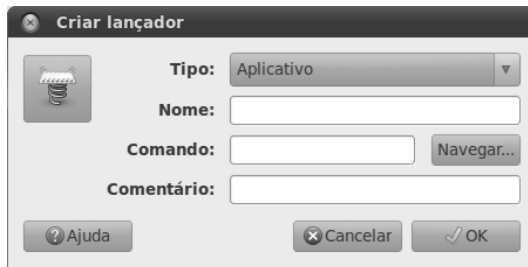 Criar lançador
Tipo: Aplicativo
Nome:
Comando: Navegar...
Comentário:
Ajuda Cancelar OK